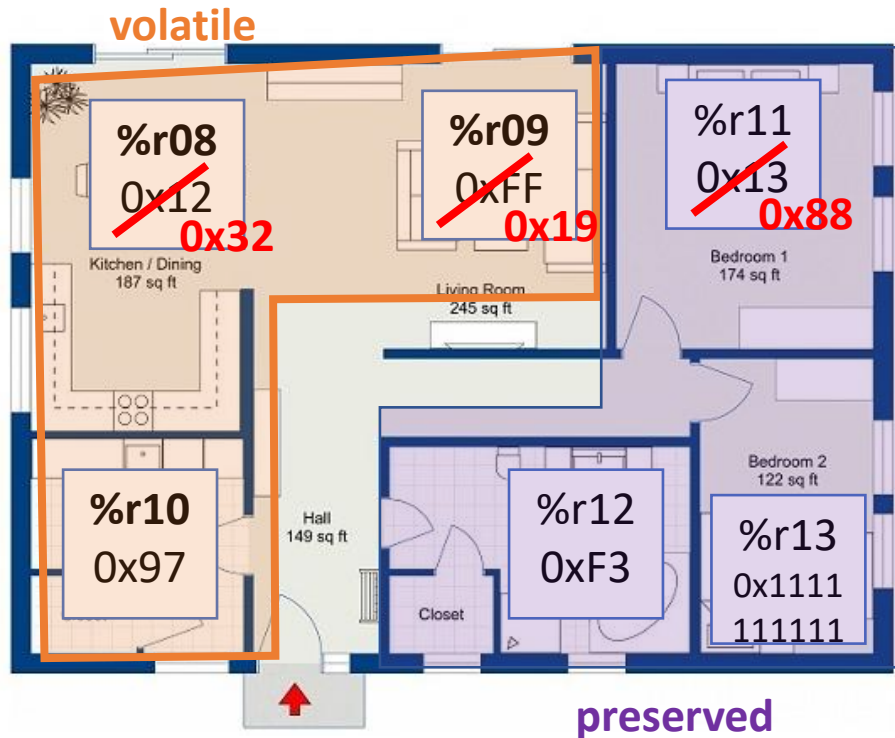 volatile
%r08
0x12
0x32
%r09
0xFF
0x19
%r11
0x13
0x88
Kitchen / Dining
187 sq ft
Living Room
245 sq ft
Bedroom 1
174 sq ft
%r10
0x97
Hall
149 sq ft
%r12
0xF3
Closet
Bedroom 2
122 sq ft
%r13
0x1111
111111
preserved